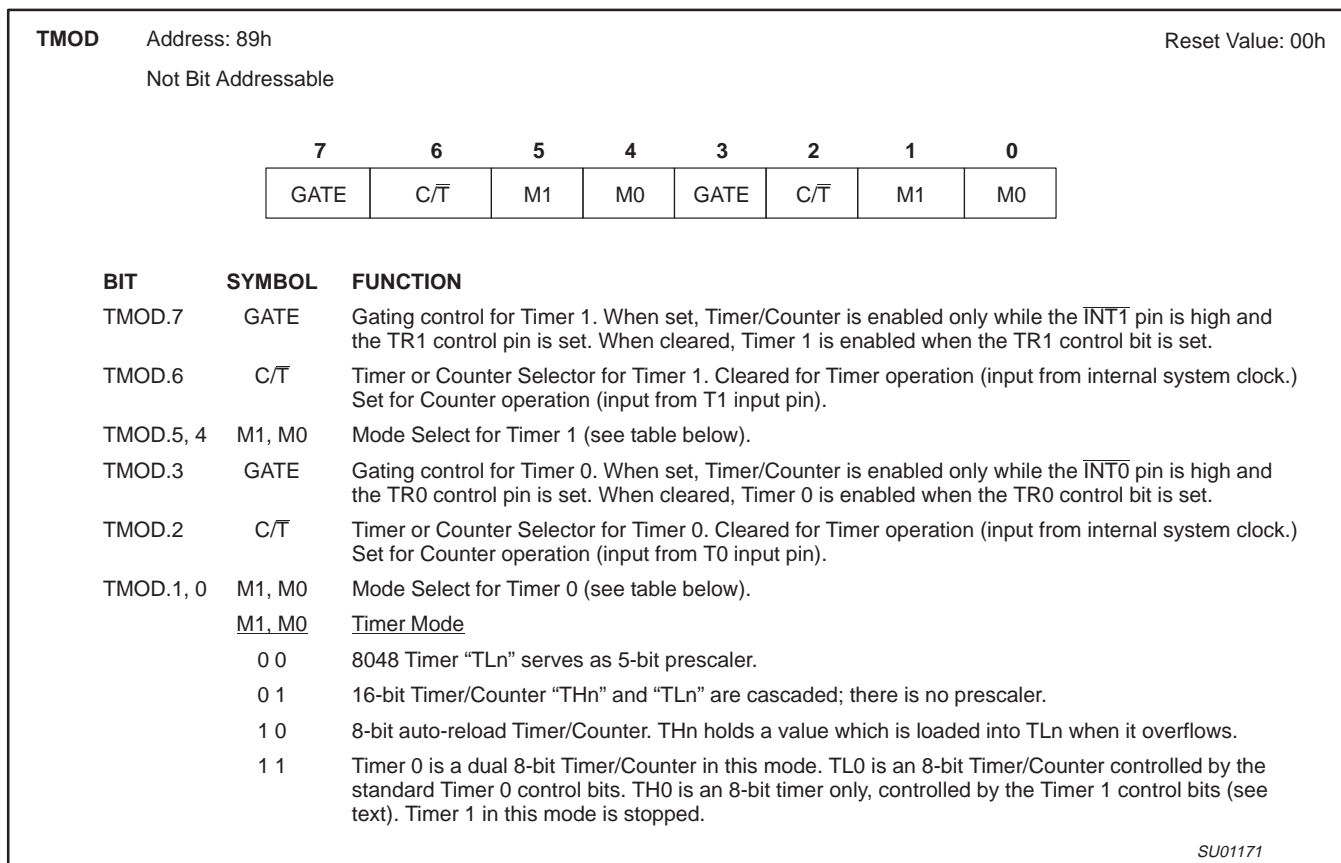 TMOD Address: 89h Reset Value: 00h
Not Bit Addressable
7 6 5 4 3 2 1 0
GATE C/T̅ M1 M0 GATE C/T̅ M1 M0
BIT SYMBOL FUNCTION
TMOD.7 GATE Gating control for Timer 1. When set, Timer/Counter is enabled only while the I̅N̅T̅1̅ pin is high and
the TR1 control pin is set. When cleared, Timer 1 is enabled when the TR1 control bit is set.
TMOD.6 C/T̅ Timer or Counter Selector for Timer 1. Cleared for Timer operation (input from internal system clock.)
Set for Counter operation (input from T1 input pin).
TMOD.5, 4 M1, M0 Mode Select for Timer 1 (see table below).
TMOD.3 GATE Gating control for Timer 0. When set, Timer/Counter is enabled only while the I̅N̅T̅0̅ pin is high and
the TR0 control pin is set. When cleared, Timer 0 is enabled when the TR0 control bit is set.
TMOD.2 C/T̅ Timer or Counter Selector for Timer 0. Cleared for Timer operation (input from internal system clock.)
Set for Counter operation (input from T0 input pin).
TMOD.1, 0 M1, M0 Mode Select for Timer 0 (see table below).
M1, M0 Timer Mode
0 0 8048 Timer “TLn” serves as 5-bit prescaler.
0 1 16-bit Timer/Counter “THn” and “TLn” are cascaded; there is no prescaler.
1 0 8-bit auto-reload Timer/Counter. THn holds a value which is loaded into TLn when it overflows.
1 1 Timer 0 is a dual 8-bit Timer/Counter in this mode. TL0 is an 8-bit Timer/Counter controlled by the
standard Timer 0 control bits. TH0 is an 8-bit timer only, controlled by the Timer 1 control bits (see
text). Timer 1 in this mode is stopped.
SU01171